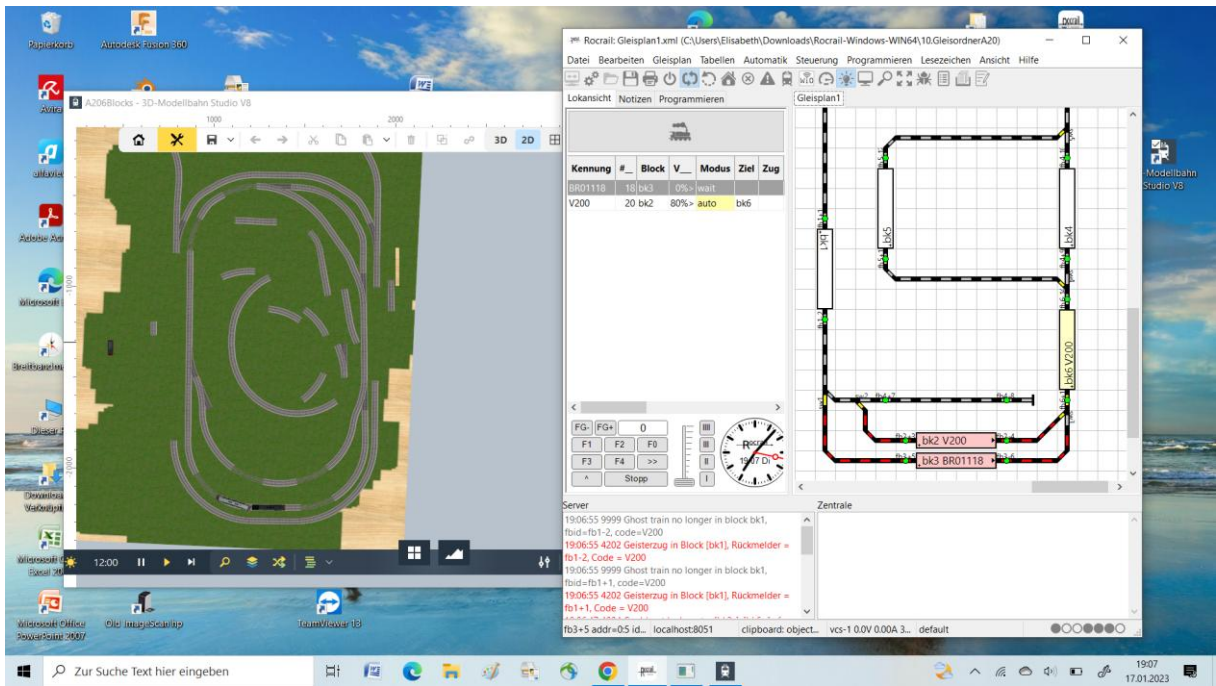 Papierkorb
Autodesk Fusion 360
Avira
Adobe
Microsoft
Microsoft Office
PowerPoint 2007
TeamViewer 13
A206Blocks - 3D-Modellbahn Studio V8
1000
2000
3D
2D
-1000
-2000
12:00
-Modellbahn
Studio V8
Rocrail: Gleisplan1.xml (C:\Users\Elisabeth\Downloads\Rocrail-Windows-WIN64\10.GleisordnerA20)
Datei Bearbeiten Gleisplan Tabellen Automatik Steuerung Programmieren Lesezeichen Ansicht Hilfe
Lokansicht Notizen Programmieren
Kennung #_ Block V__ Modus Ziel Zug
BR01118 18 bk3 0%> wait
V200 20 bk2 80%> auto bk6
FG- FG+ 0 IIII
F1 F2 F0 III
F3 F4 >> II
^ Stopp I
Gleisplan1
bk1
bk5
bk4
bk6 V200
bk2 V200
bk3 BR01118
Server
19:06:55 9999 Ghost train no longer in block bk1,
fbid=fb1-2, code=V200
19:06:55 4202 Geisterzug in Block [bk1], Rückmelder =
fb1-2, Code = V200
19:06:55 9999 Ghost train no longer in block bk1,
fbid=fb1+1, code=V200
19:06:55 4202 Geisterzug in Block [bk1], Rückmelder =
fb1+1, Code = V200
Zentrale
fb3+5 addr=0:5 id... localhost:8051 clipboard: object... vcs-1 0.0V 0.00A 3... default
Zur Suche Text hier eingeben
19:07
17.01.2023